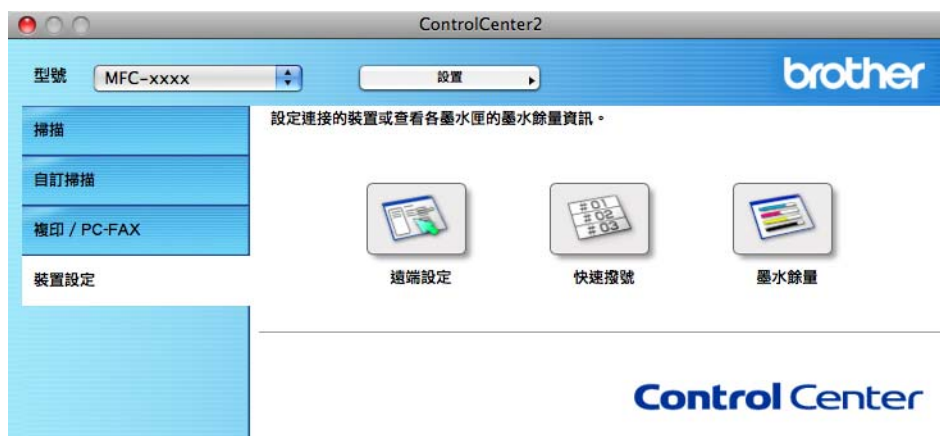 ControlCenter2
型號 MFC-xxxx 設置 brother
設定連接的裝置或查看各墨水匣的墨水餘量資訊。
掃描
自訂掃描
複印 / PC-FAX
裝置設定
#01
#02
#03
遠端設定 快速撥號 墨水餘量
Control Center